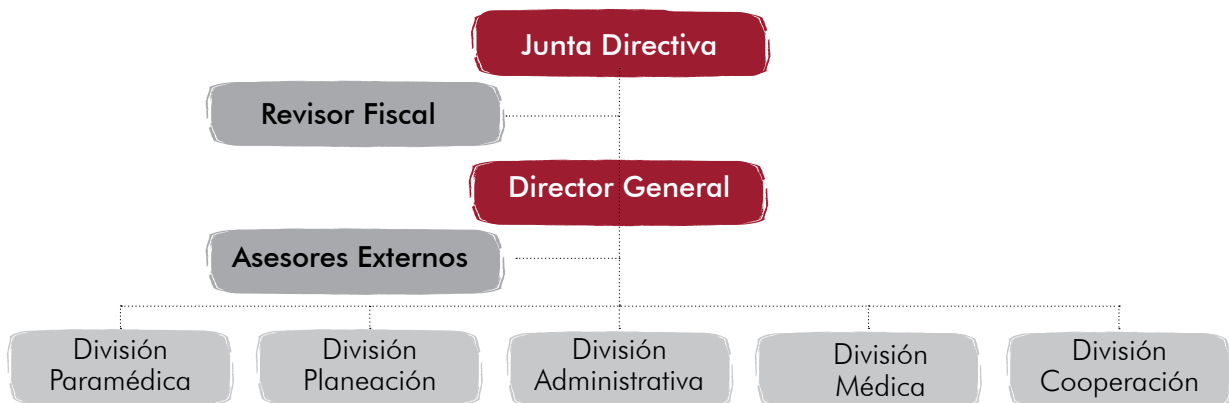 Junta Directiva
Revisor Fiscal
Director General
Asesores Externos
División
Paramédica
División
Planeación
División
Administrativa
División
Médica
División
Cooperación